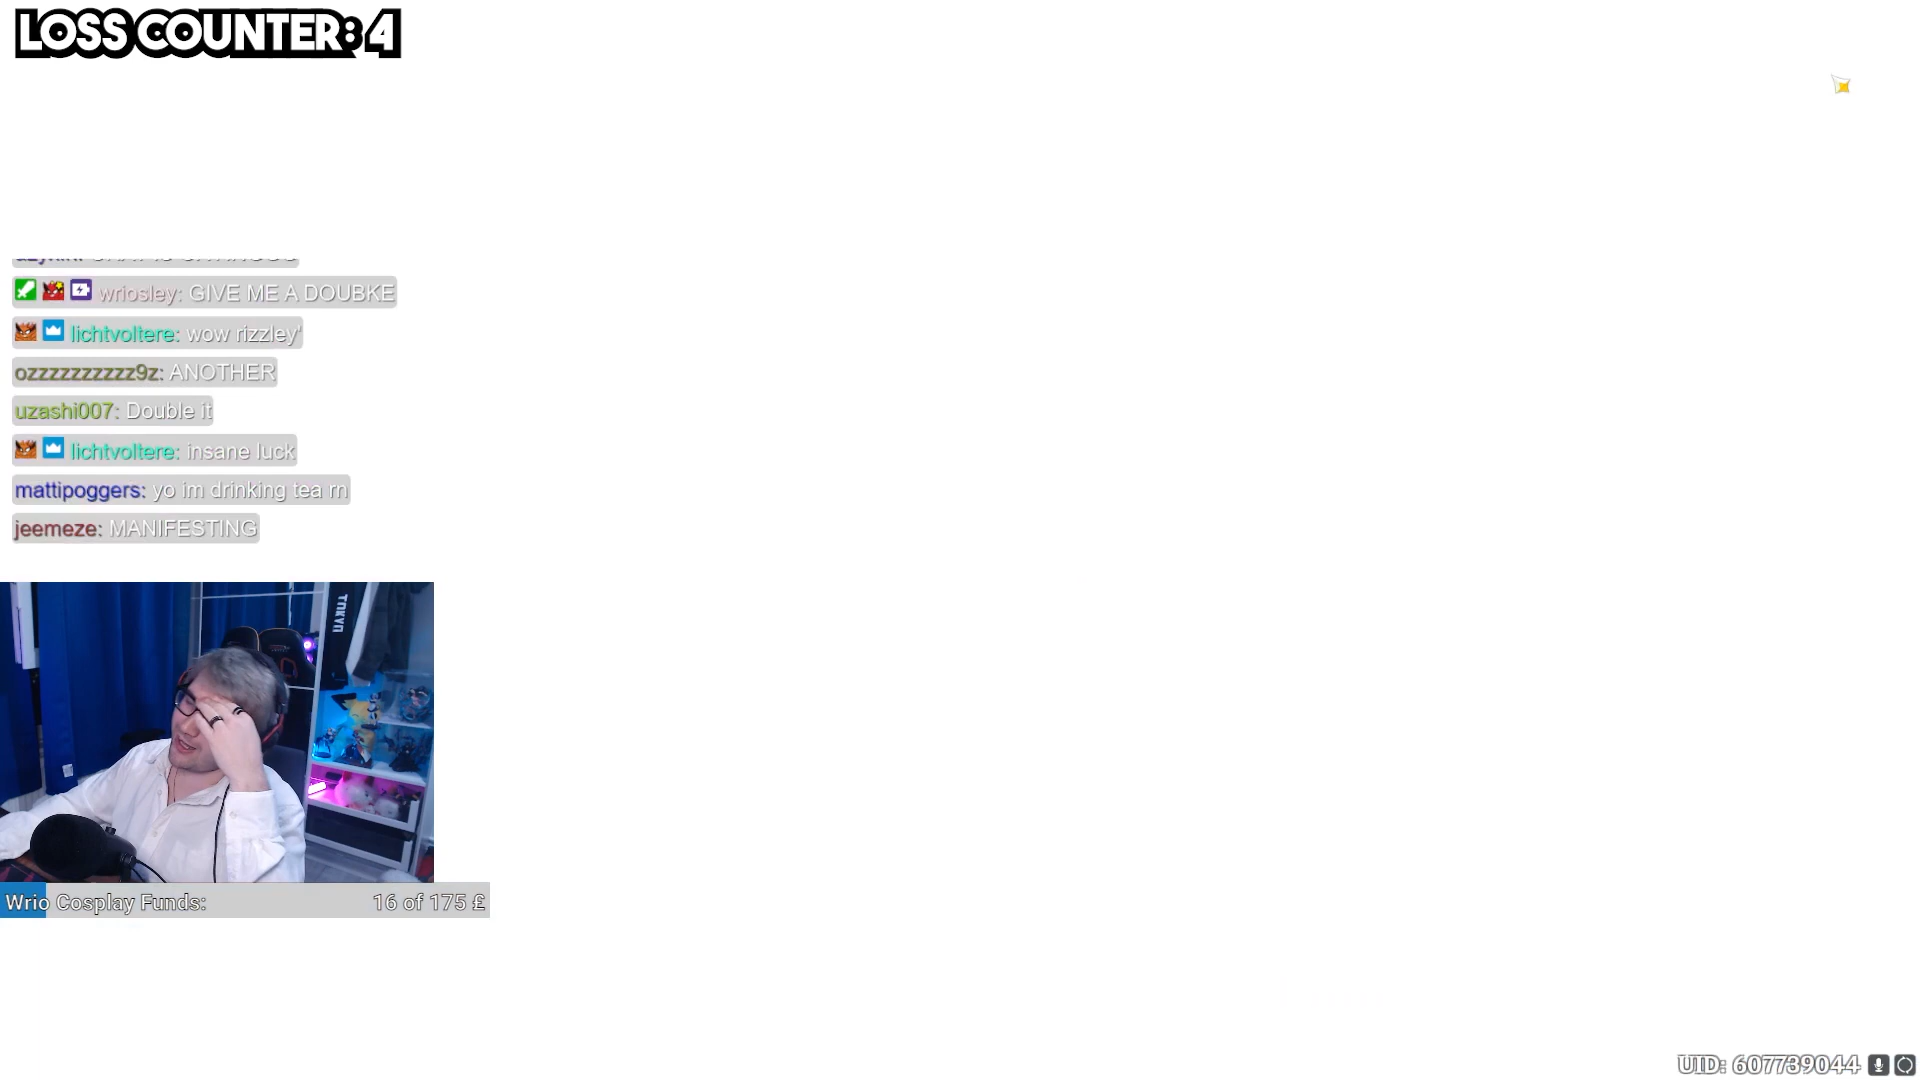 LOSS COUNTER: 4
wriosley: GIVE ME A DOUBKE
lichtvoltere: wow rizzley'
ozzzzzzzzzz9z: ANOTHER
uzashi007: Double it
lichtvoltere: insane luck
mattipoggers: yo im drinking tea rn
jeemeze: MANIFESTING
Wrio Cosplay Funds: 16 of 175 £
UID: 607739044